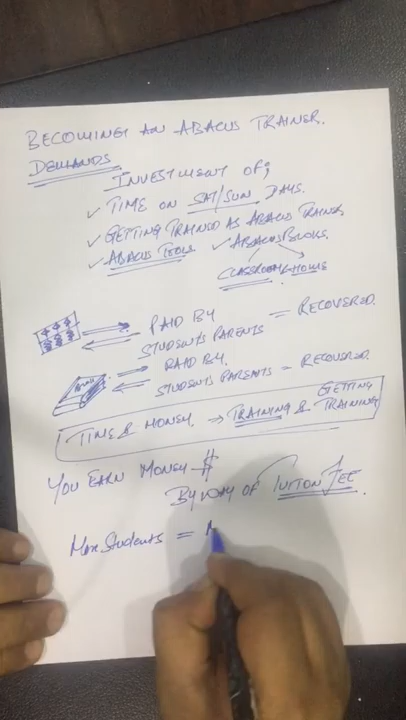 BECOMING AN ABACUS TRAINER.
DEMANDS
INVESTMENT OF;
✓ TIME ON SAT/SUN DAYS.
✓ GETTING TRAINED AS ABACUS TRAINER
✓ ABACUS TOOLS ✓ ABACUS BOOKS.
CLASSROOM & HOME
PAID BY STUDENTS PARENTS = RECOVERED.
PAID BY. STUDENTS PARENTS = RECOVERED.
TIME & MONEY. → TRAINING & GETTING TRAINING
YOU EARN MONEY
BY WAY OF TUITON FEE.
More Students =